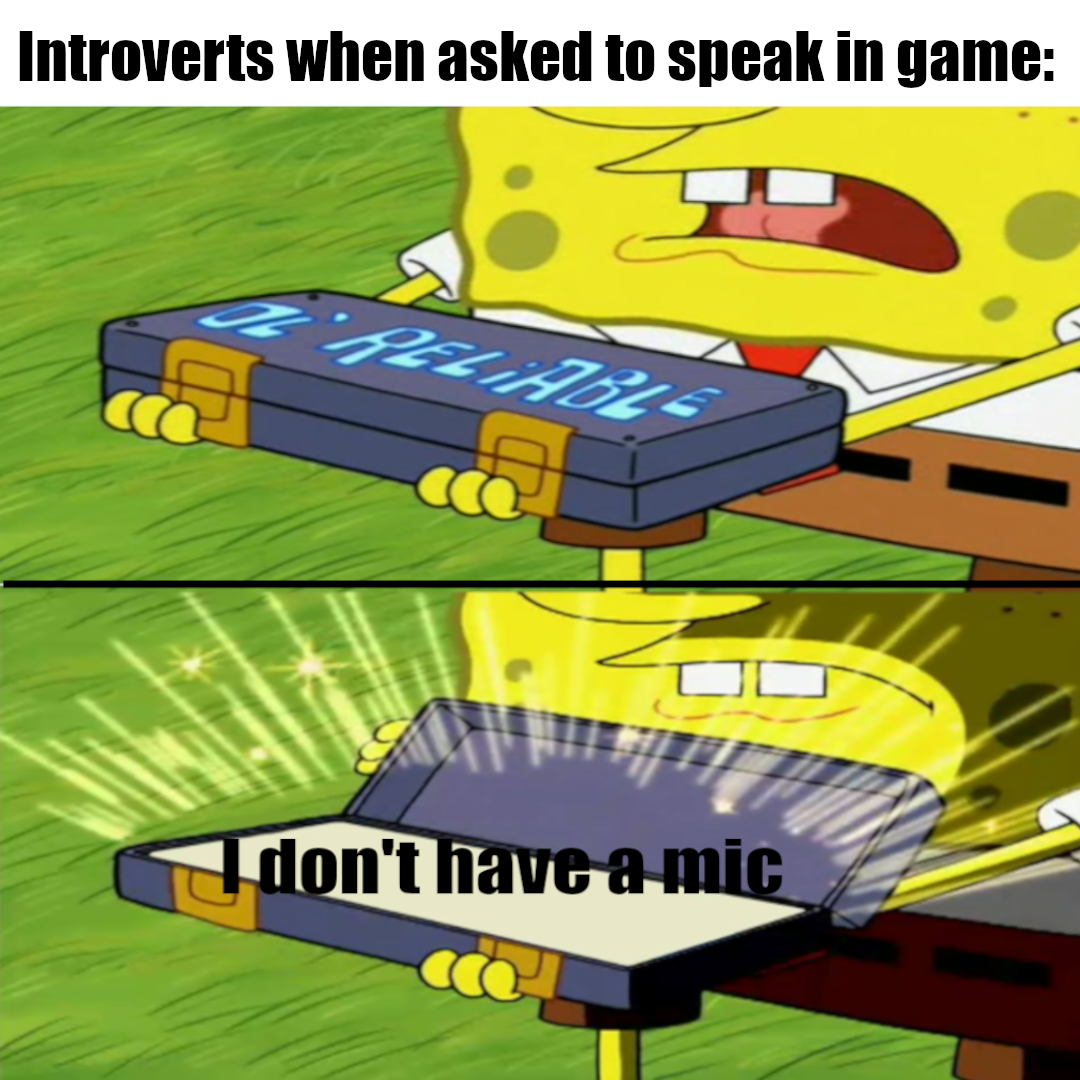 Introverts when asked to speak in game:
OL' RELiABLE
I don't have a mic